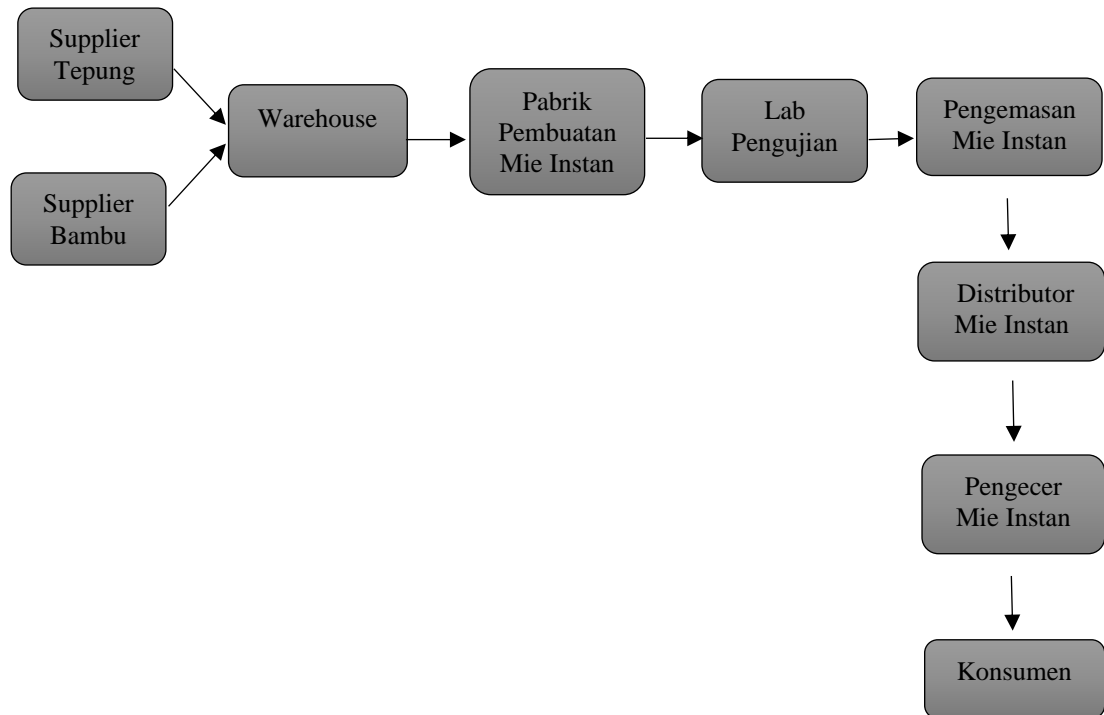 Supplier
Tepung
Supplier
Bambu
Warehouse
Pabrik
Pembuatan
Mie Instan
Lab
Pengujian
Pengemasan
Mie Instan
Distributor
Mie Instan
Pengecer
Mie Instan
Konsumen